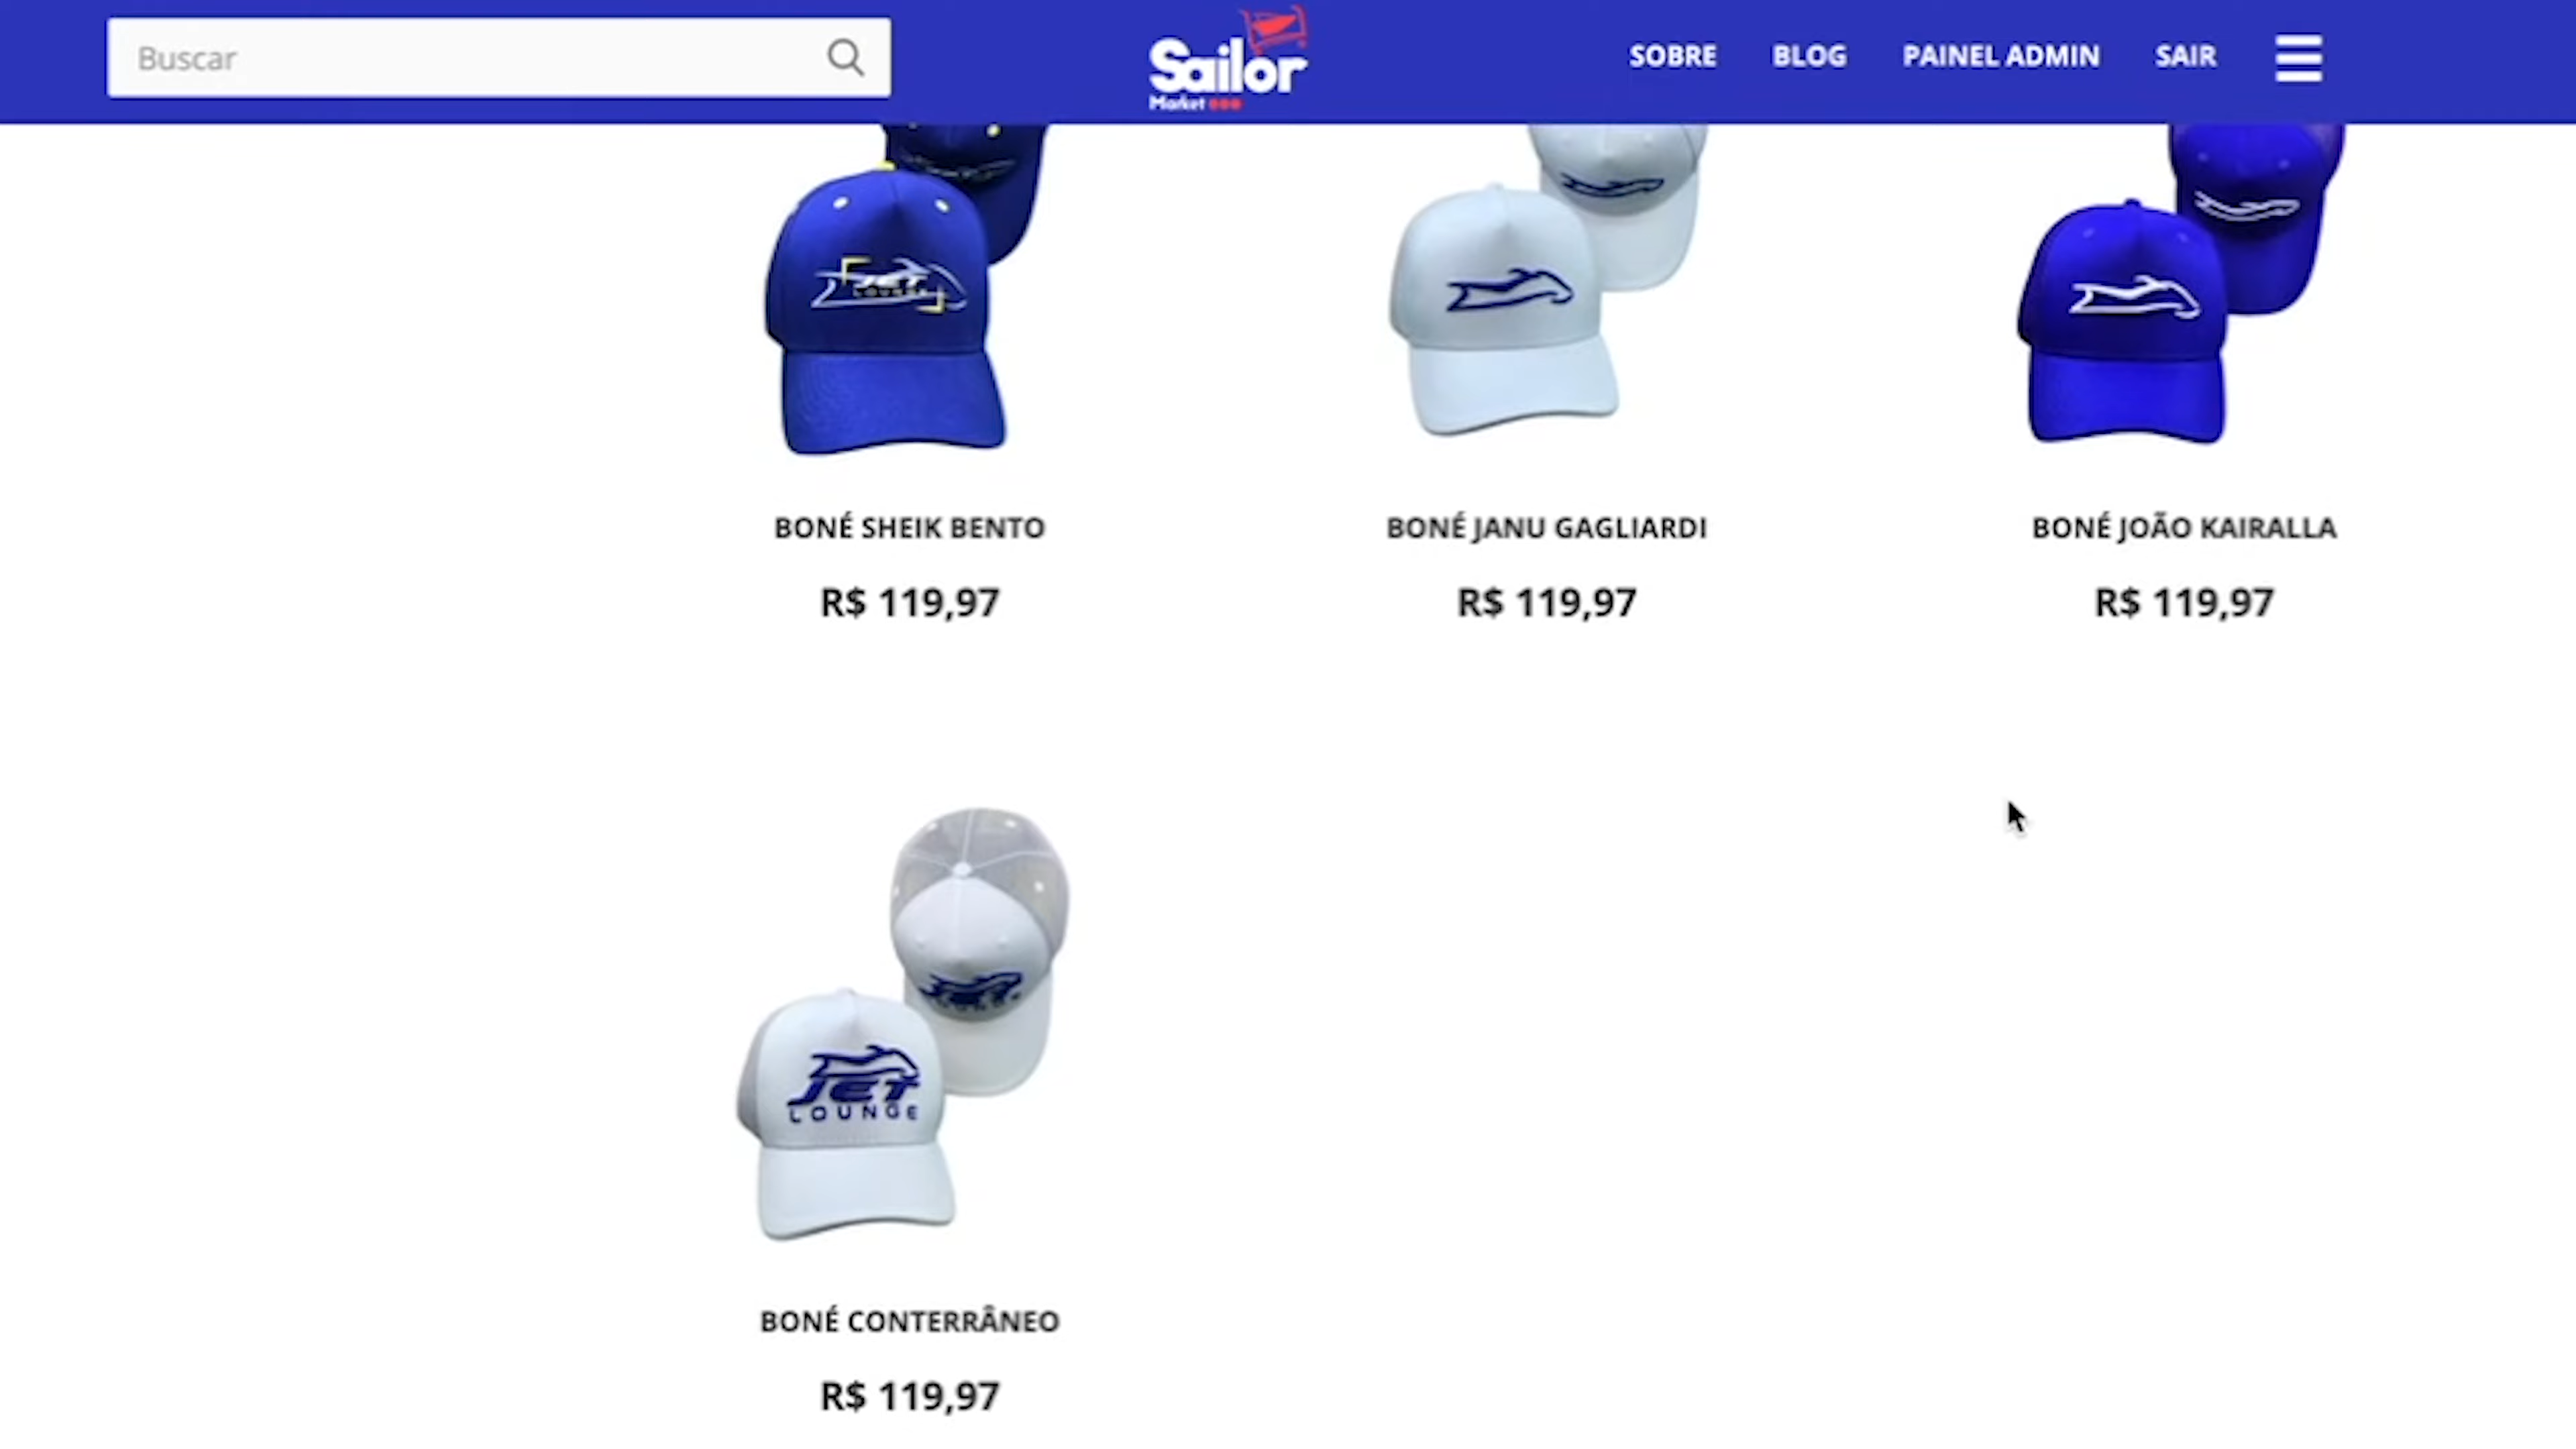 Buscar
Sailor
Market
SOBRE
BLOG
PAINEL ADMIN
SAIR
BONÉ SHEIK BENTO
BONÉ JANU GAGLIARDI
BONÉ JOÃO KAIRALLA
R$ 119,97
R$ 119,97
R$ 119,97
JET
LOUNGE
BONÉ CONTERRÂNEO
R$ 119,97